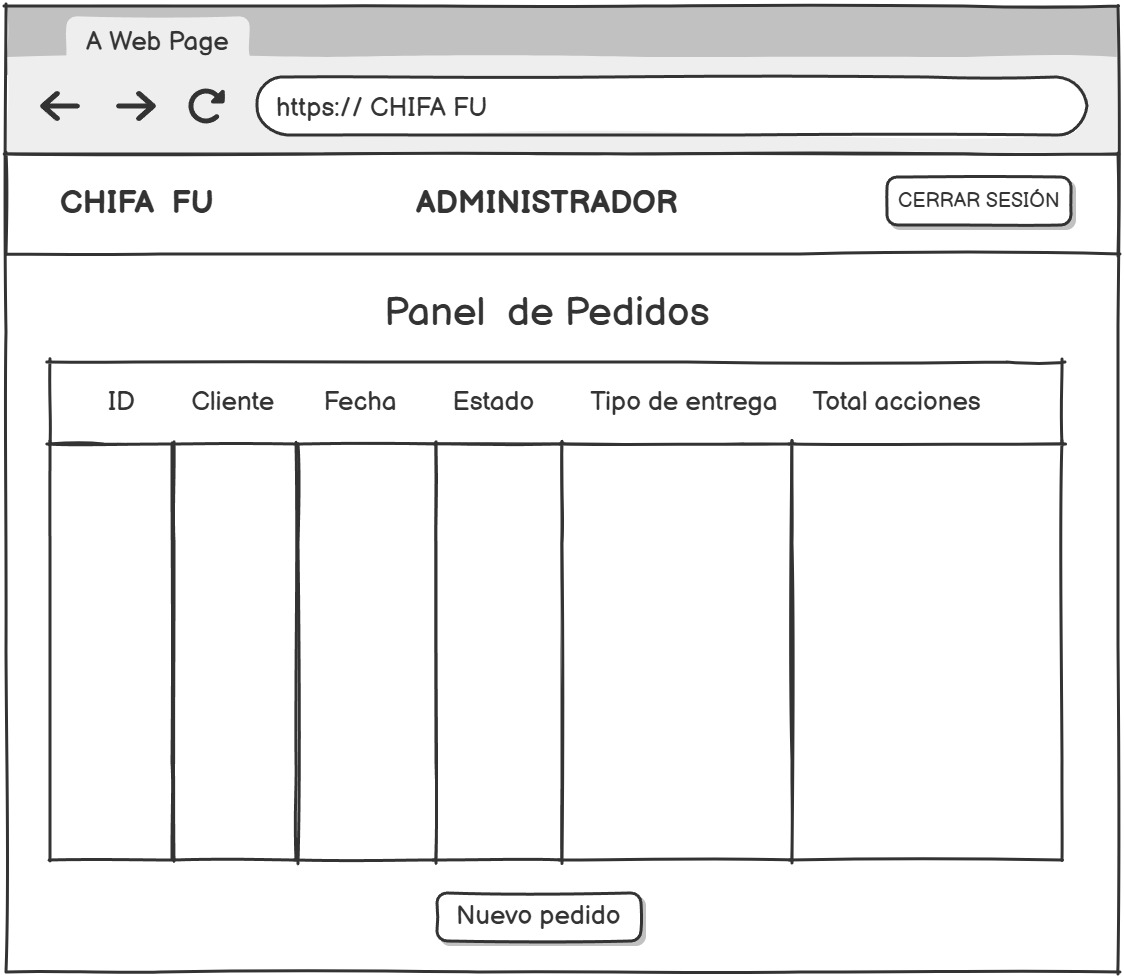 A Web Page
https:// CHIFA FU
CHIFA FU ADMINISTRADOR CERRAR SESIÓN
Panel de Pedidos
ID Cliente Fecha Estado Tipo de entrega Total acciones
Nuevo pedido